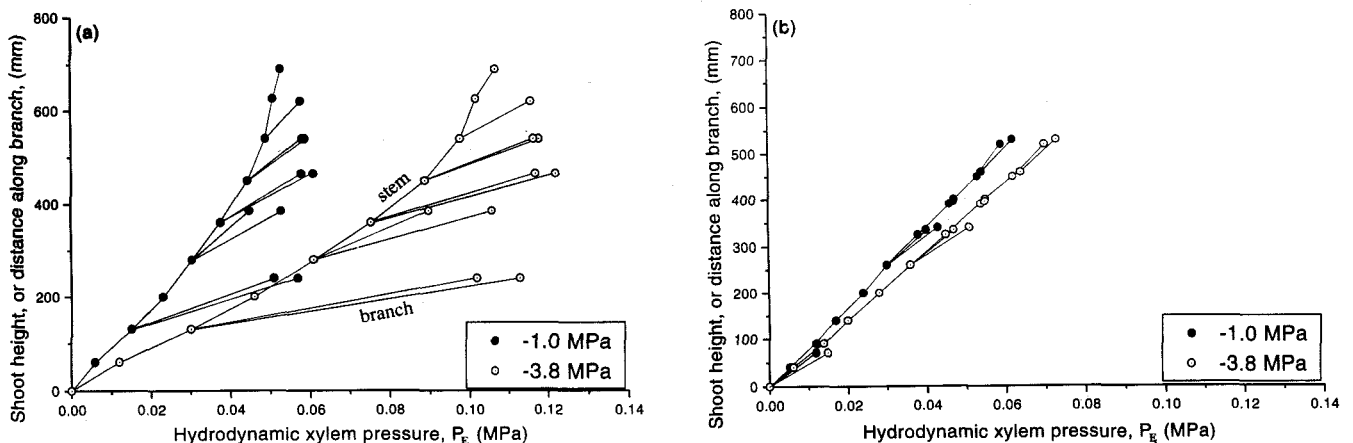 (a)
Shoot height, or distance along branch, (mm)
800
600
400
200
0
stem
branch
-1.0 MPa
-3.8 MPa
0.00 0.02 0.04 0.06 0.08 0.10 0.12 0.14
Hydrodynamic xylem pressure, P_E (MPa)
(b)
Shoot height, or distance along branch, (mm)
800
700
600
500
400
300
200
100
0
-1.0 MPa
-3.8 MPa
0.00 0.02 0.04 0.06 0.08 0.10 0.12 0.14
Hydrodynamic xylem pressure, P_E (MPa)